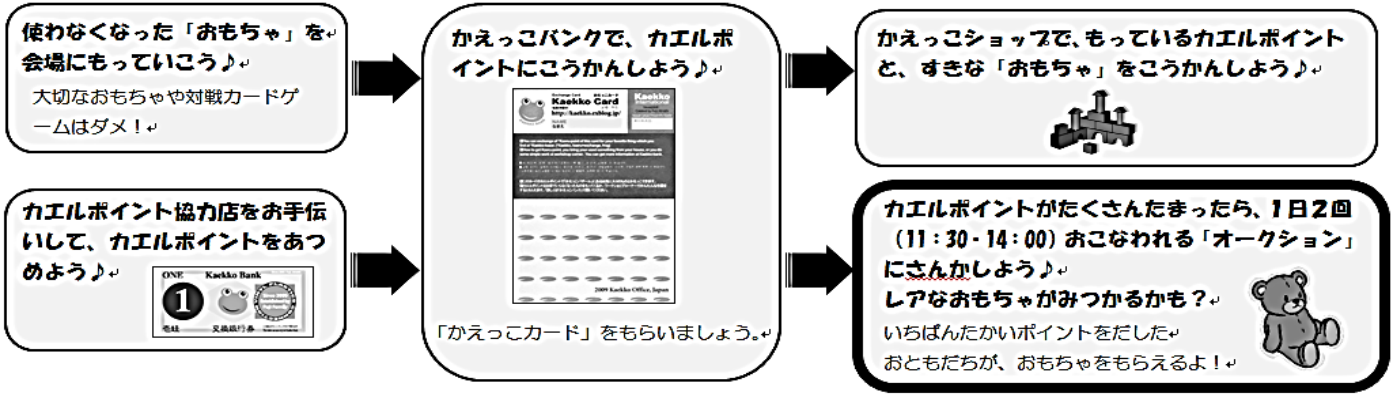 使わなくなった「おもちゃ」を
会場にもっていこう♪
大切なおもちゃや対戦カードゲ
ームはダメ！
カエルポイント協力店をお手伝
いして、カエルポイントをあつ
めよう♪
ONE Kaekko Bank
1
壱蛙 兌換銀行券
かえっこバンクで、カエルポ
イントにこうかんしよう♪
Exchange Card
Kaekko Card
http://kaekko.exblog.jp/
NAME
Kaekko
International
2009 Kaekko Office, Japan
「かえっこカード」をもらいましょう。
かえっこショップで、もっているカエルポイント
と、すきな「おもちゃ」をこうかんしよう♪
カエルポイントがたくさんたまったら、1日2回
（11：30・14：00）おこなわれる「オークション」
にさんかしよう♪
レアなおもちゃがみつかるかも？
いちばんたかいポイントをだした
おともだちが、おもちゃをもらえるよ！